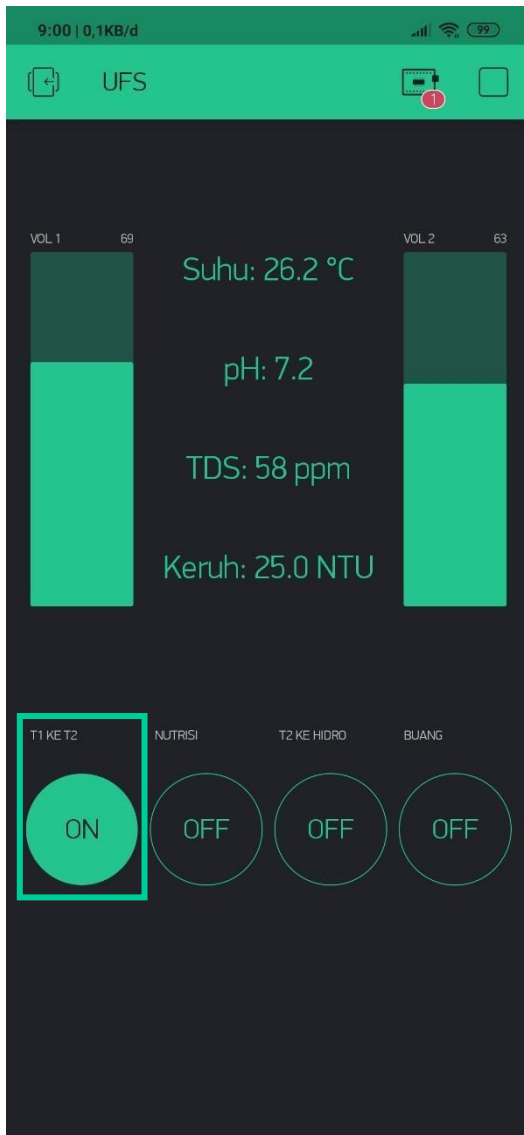 9:00 | 0,1KB/d 99
UFS
1
VOL 1 69
VOL 2 63
Suhu: 26.2 °C
pH: 7.2
TDS: 58 ppm
Keruh: 25.0 NTU
T1 KE T2 NUTRISI T2 KE HIDRO BUANG
ON OFF OFF OFF